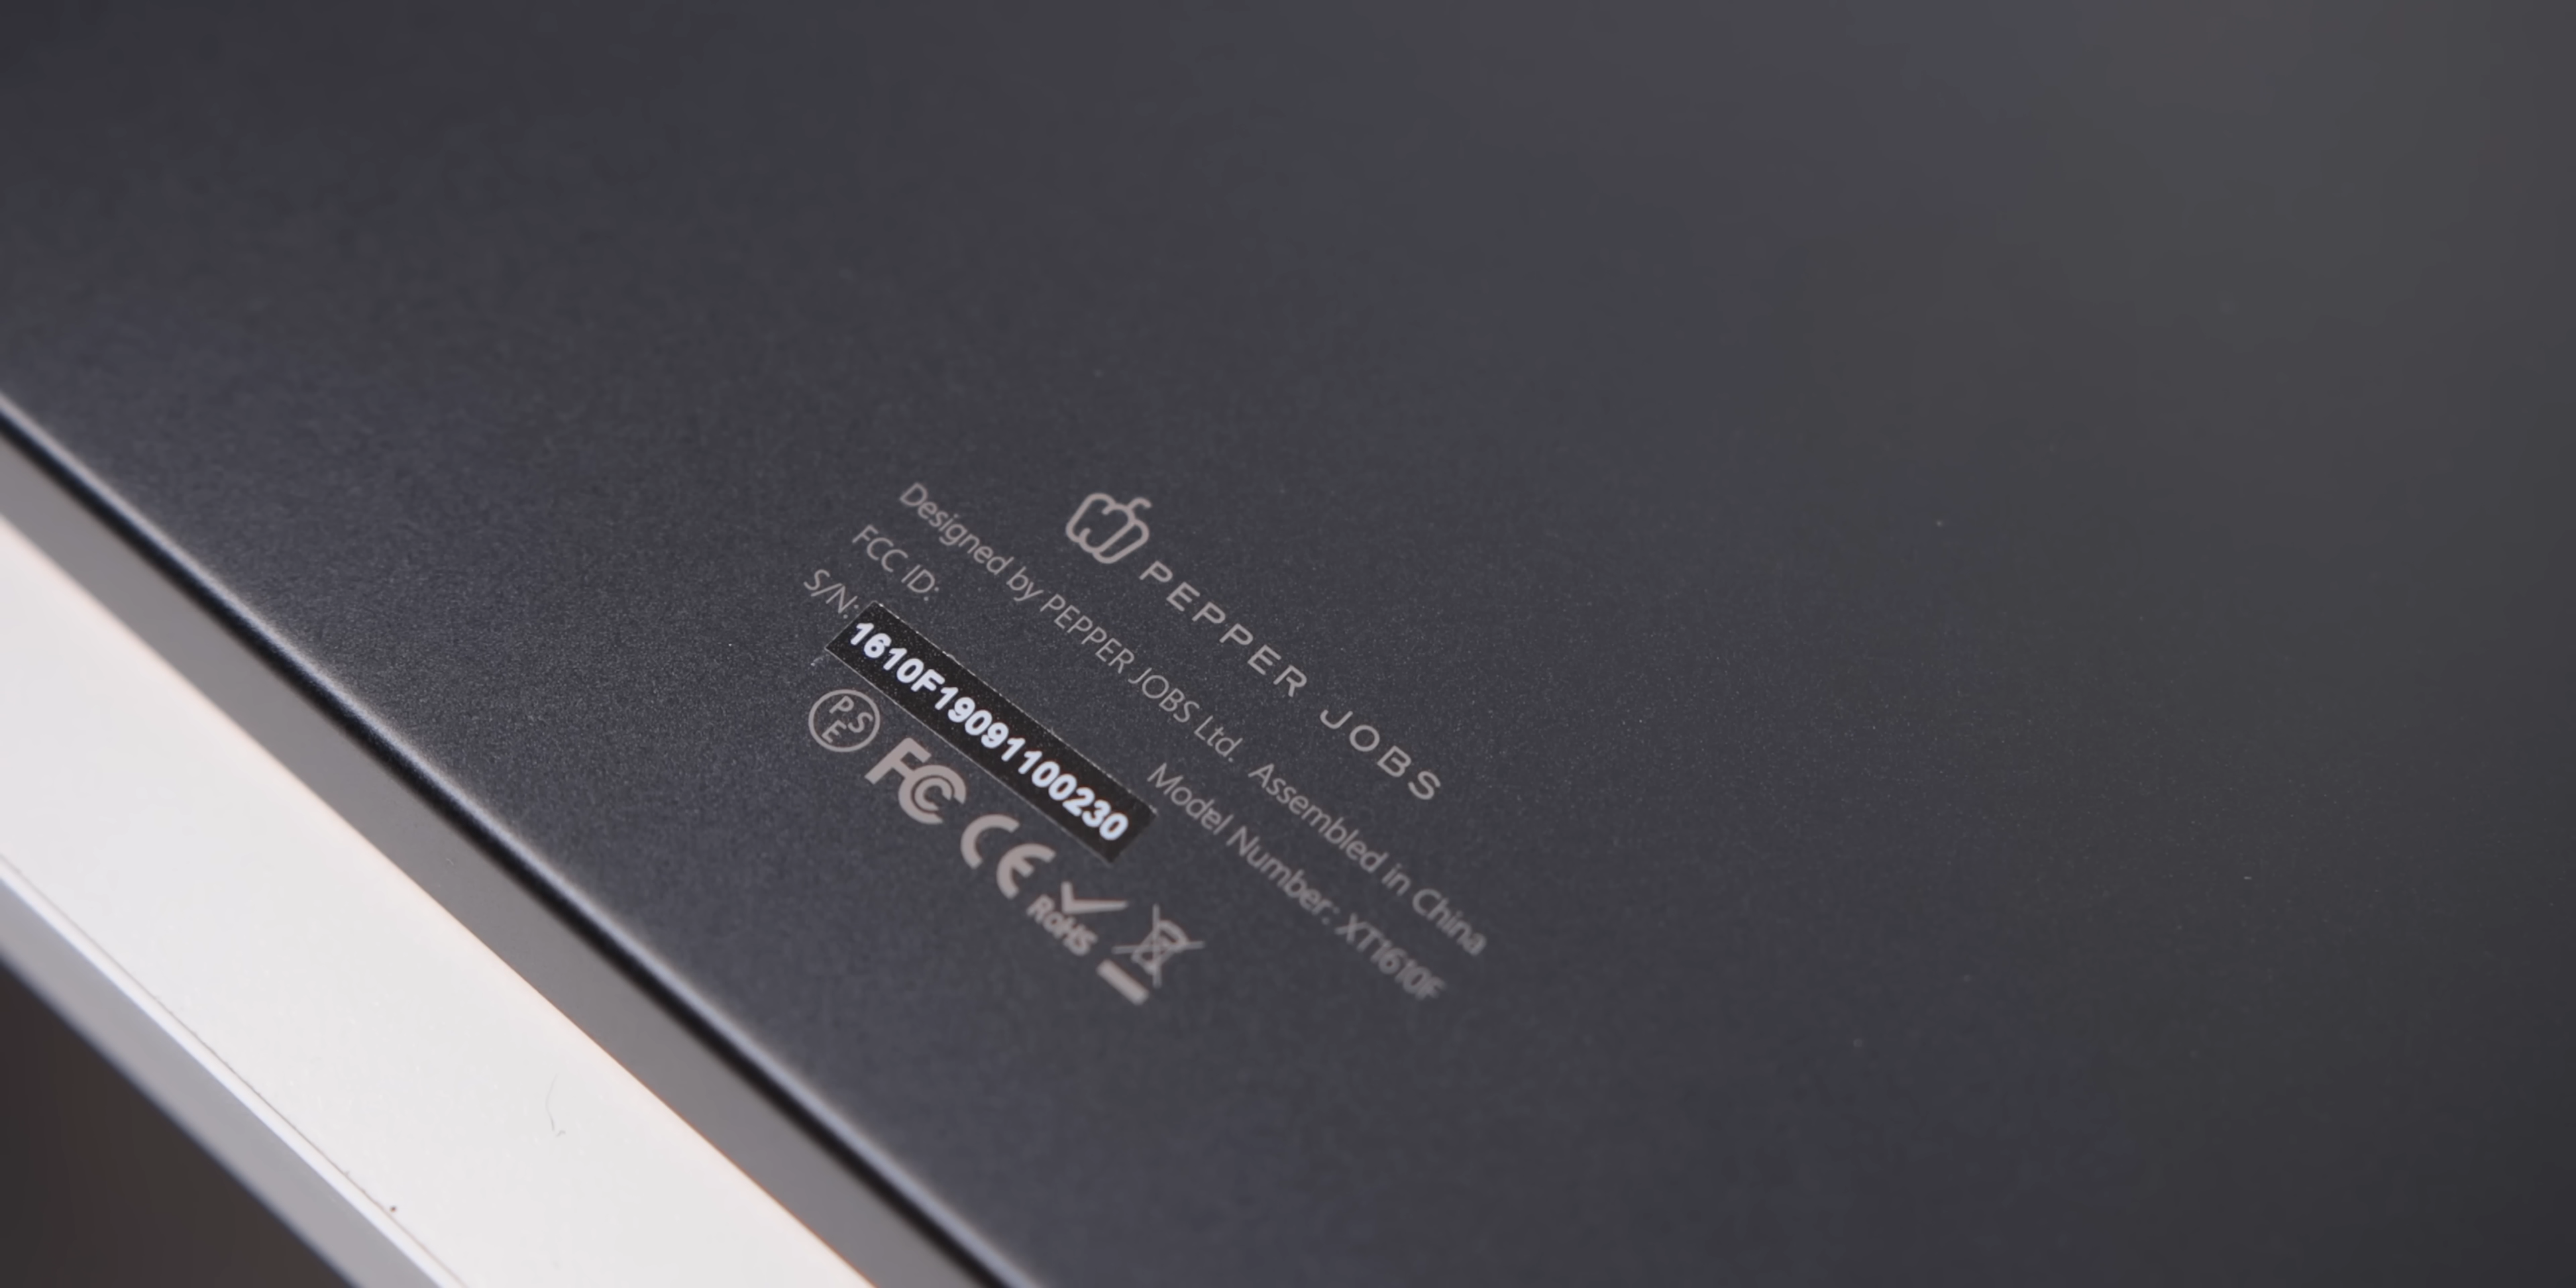 PEPPER JOBS
Designed by PEPPER JOBS Ltd. Assembled in China
FCC ID: Model Number: XT1610F
S/N: 1610F19091100230
PSE FC CE RoHS